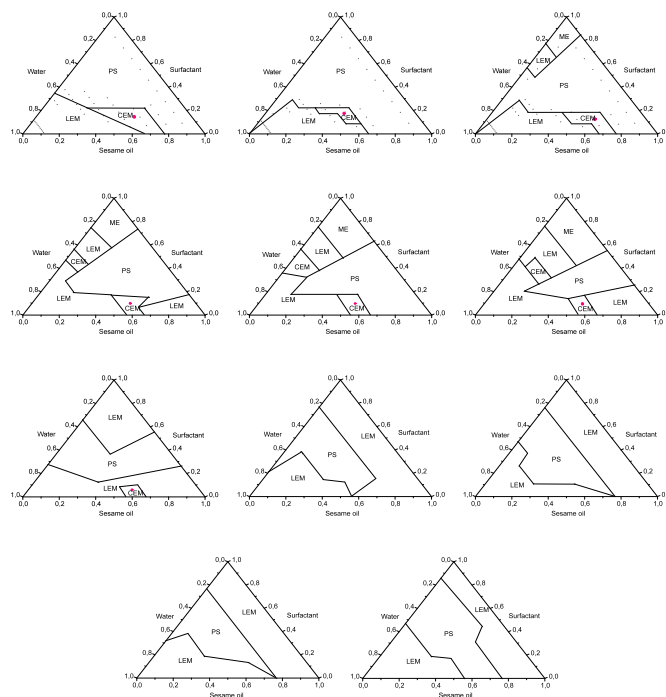 0,0 1,0
0,2 0,8
0,4 0,6
PS
Water Surfactant
0,6 0,4
0,8 0,2
LEM CEM
1,0 0,0
0,0 0,2 0,4 0,6 0,8 1,0
Sesame oil
0,0 1,0
0,2 0,8
0,4 0,6
PS
Water Surfactant
0,6 0,4
0,8 0,2
LEM CEM
1,0 0,0
0,0 0,2 0,4 0,6 0,8 1,0
Sesame oil
0,0 1,0
ME
0,2 0,8
LEM
0,4 0,6
Water Surfactant
PS
0,6 0,4
0,8 0,2
LEM CEM
1,0 0,0
0,0 0,2 0,4 0,6 0,8 1,0
Sesame oil
0,0 1,0
ME
0,2 0,8
LEM
0,4 0,6
Water Surfactant
CEM
PS
0,6 0,4
0,8 0,2
LEM CEM LEM
1,0 0,0
0,0 0,2 0,4 0,6 0,8 1,0
Sesame oil
0,0 1,0
ME
0,2 0,8
LEM
0,4 0,6
Water Surfactant
CEM
PS
0,6 0,4
0,8 0,2
LEM CEM
1,0 0,0
0,0 0,2 0,4 0,6 0,8 1,0
Sesame oil
0,0 1,0
ME
0,2 0,8
LEM
0,4 0,6
Water Surfactant
CEM
PS
0,6 0,4
0,8 0,2
LEM CEM LEM
1,0 0,0
0,0 0,2 0,4 0,6 0,8 1,0
Sesame oil
0,0 1,0
0,2 0,8
LEM
0,4 0,6
Water Surfactant
PS
0,6 0,4
0,8 0,2
LEM CEM
1,0 0,0
0,0 0,2 0,4 0,6 0,8 1,0
Sesame oil
0,0 1,0
0,2 0,8
LEM
0,4 0,6
Water Surfactant
PS
0,6 0,4
0,8 0,2
LEM
1,0 0,0
0,0 0,2 0,4 0,6 0,8 1,0
Sesame oil
0,0 1,0
0,2 0,8
LEM
0,4 0,6
Water Surfactant
PS
0,6 0,4
0,8 0,2
LEM
1,0 0,0
0,0 0,2 0,4 0,6 0,8 1,0
Sesame oil
0,0 1,0
0,2 0,8
LEM
0,4 0,6
Water Surfactant
PS
0,6 0,4
0,8 0,2
LEM
1,0 0,0
0,0 0,2 0,4 0,6 0,8 1,0
Sesame oil
0,0 1,0
0,2 0,8
LEM
0,4 0,6
Water Surfactant
PS
0,6 0,4
0,8 0,2
LEM
1,0 0,0
0,0 0,2 0,4 0,6 0,8 1,0
Sesame oil